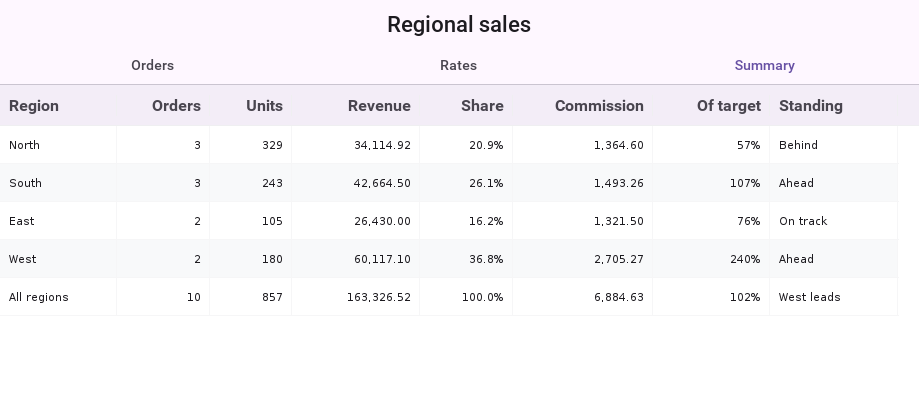 Regional sales
Orders Rates Summary
Region Orders Units Revenue Share Commission Of target Standing
North 3 329 34,114.92 20.9% 1,364.60 57% Behind
South 3 243 42,664.50 26.1% 1,493.26 107% Ahead
East 2 105 26,430.00 16.2% 1,321.50 76% On track
West 2 180 60,117.10 36.8% 2,705.27 240% Ahead
All regions 10 857 163,326.52 100.0% 6,884.63 102% West leads